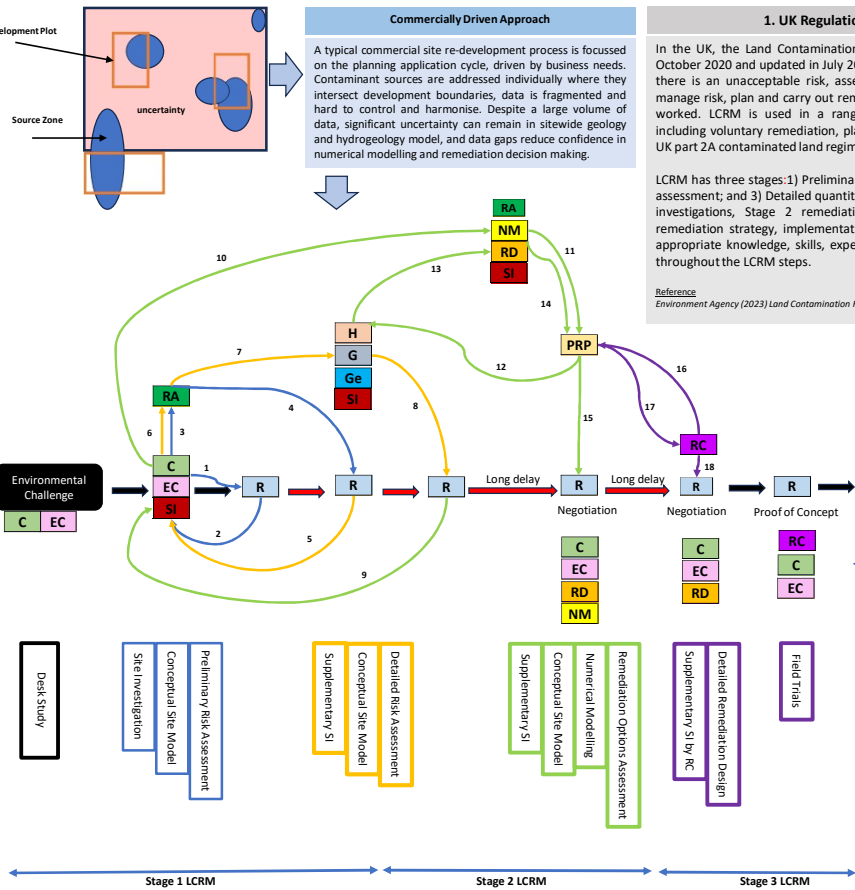 elopment Plot
uncertainty
Source Zone
Commercially Driven Approach
A typical commercial site re-development process is focussed
on the planning application cycle, driven by business needs.
Contaminant sources are addressed individually where they
intersect development boundaries, data is fragmented and
hard to control and harmonise. Despite a large volume of
data, significant uncertainty can remain in sitewide geology
and hydrogeology model, and data gaps reduce confidence in
numerical modelling and remediation decision making.
1. UK Regulatio
In the UK, the Land Contamination
October 2020 and updated in July 20
there is an unacceptable risk, asse
manage risk, plan and carry out rem
worked. LCRM is used in a rang
including voluntary remediation, pla
UK part 2A contaminated land regim
LCRM has three stages:1) Prelimina
assessment; and 3) Detailed quantit
investigations, Stage 2 remediati
remediation strategy, implementat
appropriate knowledge, skills, expe
throughout the LCRM steps.
Reference
Environment Agency (2023) Land Contamination R
RA
NM
RD
SI
10
11
13
14
H
G
Ge
SI
PRP
12
7
RA
4
8
15
16
17
6
3
RC
18
C
EC
SI
1
2
5
9
Environmental
Challenge
C EC
R
R
R
Long delay
R
Long delay
R
R
Negotiation
Negotiation
Proof of Concept
C
EC
RD
NM
C
EC
RD
RC
C
EC
Desk Study
Site Investigation
Conceptual Site Model
Preliminary Risk Assessment
Supplementary SI
Conceptual Site Model
Detailed Risk Assessment
Supplementary SI
Conceptual Site Model
Numerical Modelling
Remediation Options Assessment
Supplementary SI by RC
Detailed Remediation Design
Field Trials
Stage 1 LCRM
Stage 2 LCRM
Stage 3 LCRM